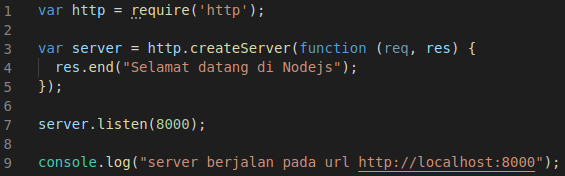 1 var http = require('http');
2
3 var server = http.createServer(function (req, res) {
4   res.end("Selamat datang di Nodejs");
5 });
6
7 server.listen(8000);
8
9 console.log("server berjalan pada url http://localhost:8000");